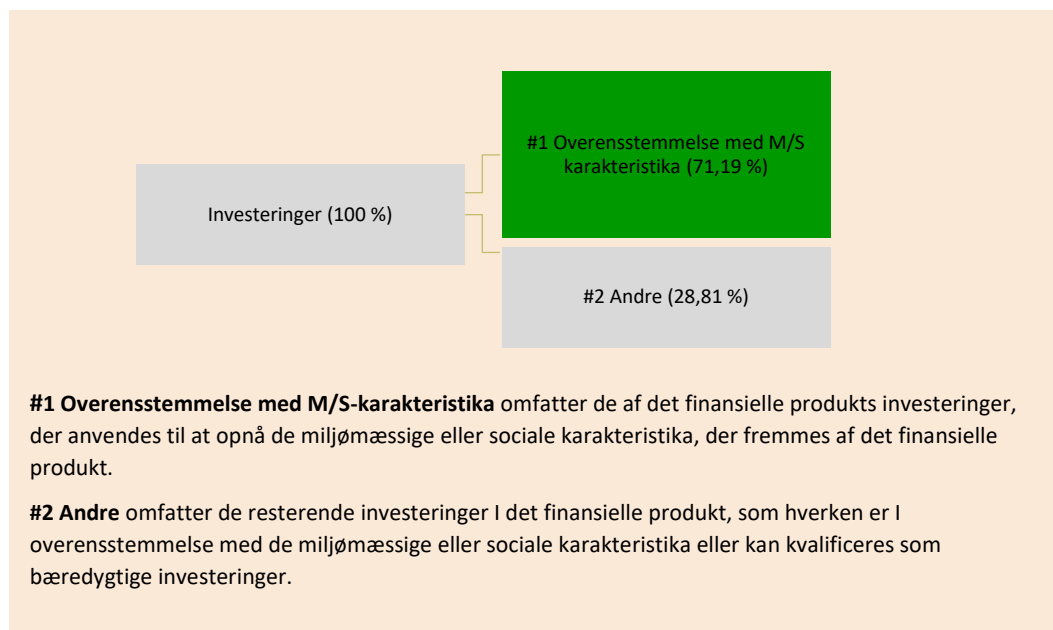 #1 Overensstemmelse med M/S
karakteristika (71,19 %)
Investeringer (100 %)
#2 Andre (28,81 %)
#1 Overensstemmelse med M/S-karakteristika omfatter de af det finansielle produkts investeringer,
der anvendes til at opnå de miljømæssige eller sociale karakteristika, der fremmes af det finansielle
produkt.
#2 Andre omfatter de resterende investeringer I det finansielle produkt, som hverken er I
overensstemmelse med de miljømæssige eller sociale karakteristika eller kan kvalificeres som
bæredygtige investeringer.